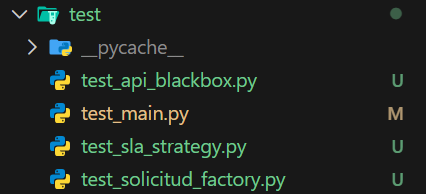 test
__pycache__
test_api_blackbox.py U
test_main.py M
test_sla_strategy.py U
test_solicitud_factory.py U